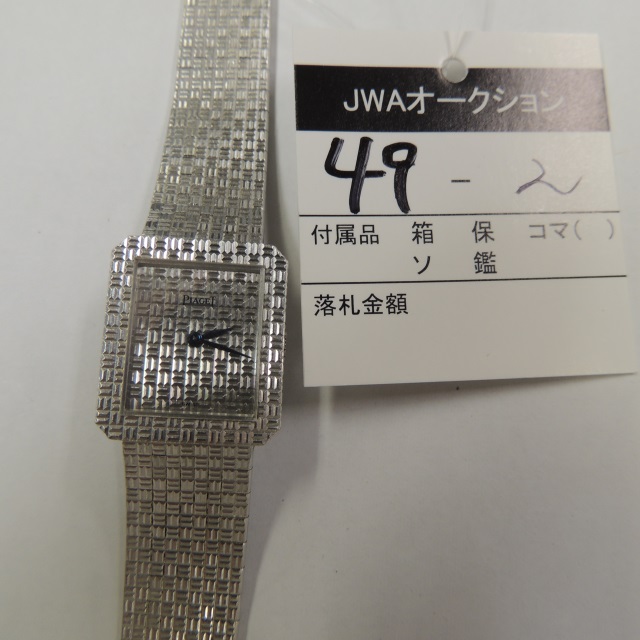 JWAオークション
49 - 2
付属品 箱 保 コマ( )
ソ 鑑
落札金額
PIAGET